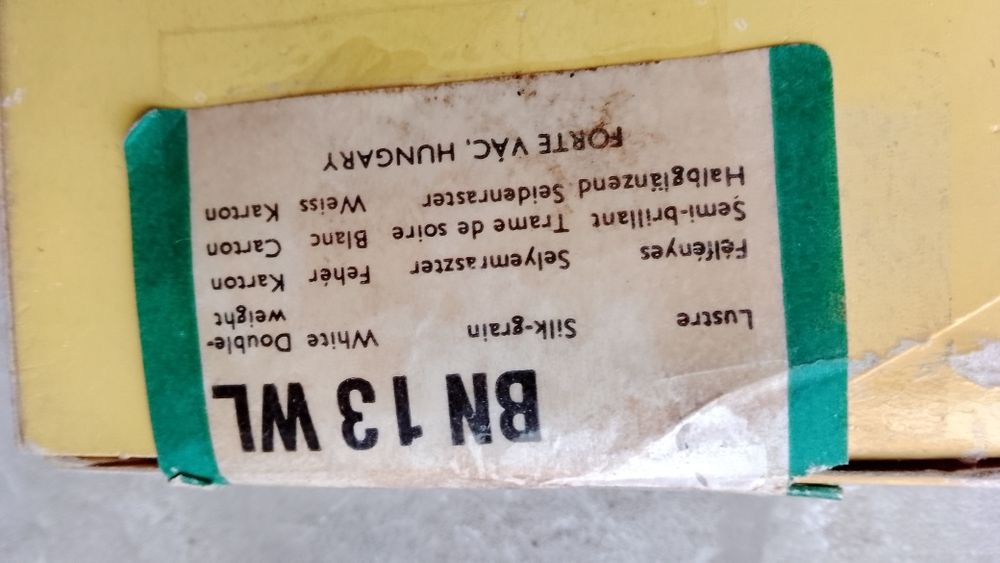 BN 13 WL
Lustre Silk-grain White Double-
weight
Félfényes Selyemraszter Fehér Karton
Semi-brillant Trame de soire Blanc Carton
Halbglänzend Seidenraster Weiss Karton
FORTE VÁC, HUNGARY